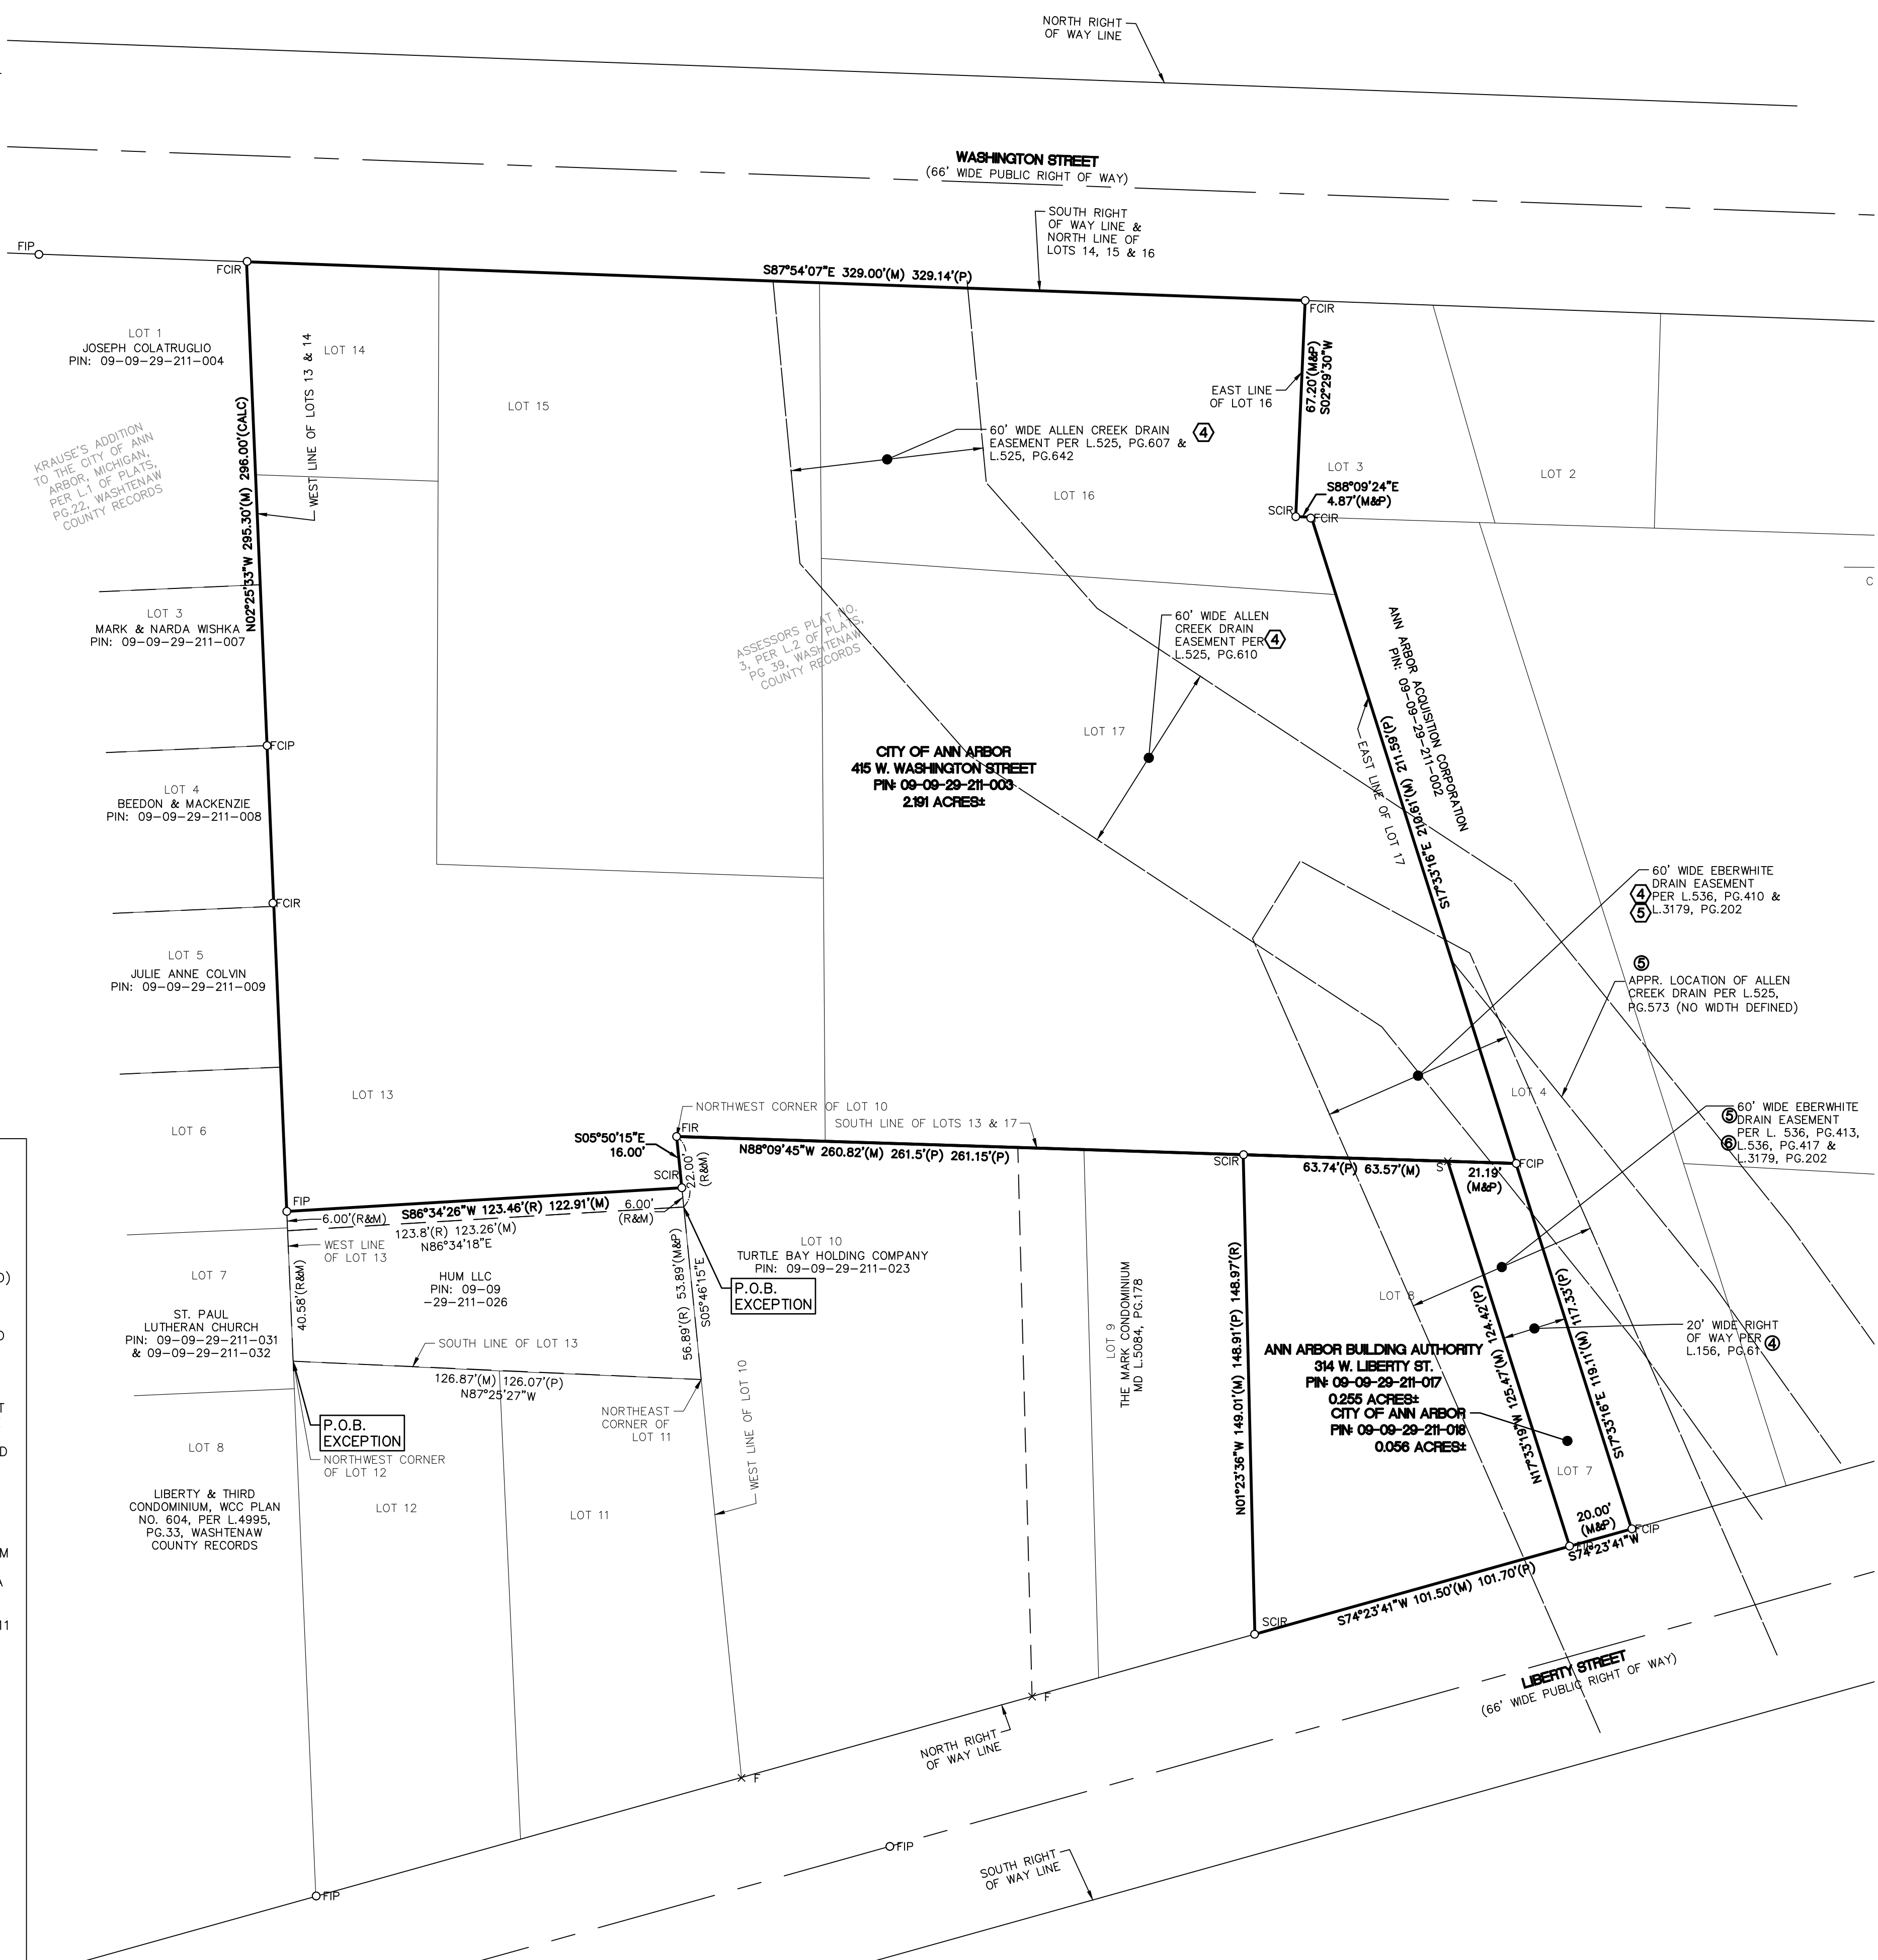 NORTH RIGHT
OF WAY LINE
WASHINGTON STREET
(66' WIDE PUBLIC RIGHT OF WAY)
SOUTH RIGHT
OF WAY LINE &
NORTH LINE OF
LOTS 14, 15 & 16
FIP
FCIR
S87°54'07"E 329.00'(M) 329.14'(P)
FCIR
LOT 1
JOSEPH COLATRUGLIO
PIN: 09-09-29-211-004
WEST LINE OF LOTS 13 & 14
LOT 14
LOT 15
EAST LINE
OF LOT 16
67.20'(M&P)
S02°29'30"W
KRAUSE'S ADDITION
TO THE CITY OF ANN
ARBOR, MICHIGAN,
PER L.1 OF PLATS,
PG.22, WASHTENAW
COUNTY RECORDS
N02°25'33"W 295.30'(M) 296.00'(CALC)
60' WIDE ALLEN CREEK DRAIN
EASEMENT PER L.525, PG.607 &
L.525, PG.642
4
LOT 16
LOT 3
LOT 2
S88°09'24"E
4.87'(M&P)
SCIR
FCIR
C
LOT 3
MARK & NARDA WISHKA
PIN: 09-09-29-211-007
ASSESSORS PLAT NO.
3, PER L.2 OF PLATS,
PG 39, WASHTENAW
COUNTY RECORDS
60' WIDE ALLEN
CREEK DRAIN
EASEMENT PER
L.525, PG.610
4
ANN ARBOR ACQUISITION CORPORATION
PIN: 09-09-29-211-002
EAST LINE OF LOT 17
S17°33'16"E 210.61'(M) 211.59'(P)
FCIP
LOT 17
CITY OF ANN ARBOR
415 W. WASHINGTON STREET
PIN: 09-09-29-211-003
2.191 ACRES±
LOT 4
BEEDON & MACKENZIE
PIN: 09-09-29-211-008
60' WIDE EBERWHITE
DRAIN EASEMENT
PER L.536, PG.410 &
L.3179, PG.202
4
5
FCIR
LOT 5
JULIE ANNE COLVIN
PIN: 09-09-29-211-009
5
APPR. LOCATION OF ALLEN
CREEK DRAIN PER L.525,
PG.573 (NO WIDTH DEFINED)
LOT 13
LOT 4
LOT 6
NORTHWEST CORNER OF LOT 10
SOUTH LINE OF LOTS 13 & 17
FIR
60' WIDE EBERWHITE
DRAIN EASEMENT
PER L. 536, PG.413,
L.536, PG.417 &
L.3179, PG.202
5
6
S05°50'15"E
16.00'
SCIR
22.00'
(R&M)
N88°09'45"W 260.82'(M) 261.5'(P) 261.15'(P)
SCIR
63.74'(P) 63.57'(M)
S
21.19'
(M&P)
FCIP
FIP
6.00'(R&M)
S86°34'26"W 123.46'(R) 122.91'(M)
6.00'
(R&M)
123.8'(R) 123.26'(M)
N86°34'18"E
WEST LINE
OF LOT 13
LOT 10
TURTLE BAY HOLDING COMPANY
PIN: 09-09-29-211-023
P.O.B.
EXCEPTION
LOT 7
ST. PAUL
LUTHERAN CHURCH
PIN: 09-09-29-211-031
& 09-09-29-211-032
40.58'(R&M)
HUM LLC
PIN: 09-09
-29-211-026
56.89'(R) 53.89'(M&P)
S05°46'15"E
SOUTH LINE OF LOT 13
126.87'(M) 126.07'(P)
N87°25'27"W
LOT 9
THE MARK CONDOMINIUM
MD L.5084, PG.178
N01°23'36"W 149.01'(M) 148.91'(P) 148.97'(R)
LOT 8
ANN ARBOR BUILDING AUTHORITY
314 W. LIBERTY ST.
PIN: 09-09-29-211-017
0.255 ACRES±
CITY OF ANN ARBOR
PIN: 09-09-29-211-018
0.056 ACRES±
N17°33'19"W 125.47'(M) 124.42'(P)
S17°33'16"E 119.11'(M) 117.33'(P)
20' WIDE RIGHT
OF WAY PER
L.156, PG.61
4
LOT 7
NORTHEAST
CORNER OF
LOT 11
WEST LINE OF LOT 10
P.O.B.
EXCEPTION
NORTHWEST CORNER
OF LOT 12
LOT 8
LIBERTY & THIRD
CONDOMINIUM, WCC PLAN
NO. 604, PER L.4995,
PG.33, WASHTENAW
COUNTY RECORDS
LOT 12
LOT 11
20.00'
(M&P)
FCIP
FIP
S74°23'41"W
SCIR
S74°23'41"W 101.50'(M) 101.70'(P)
LIBERTY STREET
(66' WIDE PUBLIC RIGHT OF WAY)
F
F
NORTH RIGHT
OF WAY LINE
FIP
FIP
SOUTH RIGHT
OF WAY LINE
D)
D
T
D
M
A
11